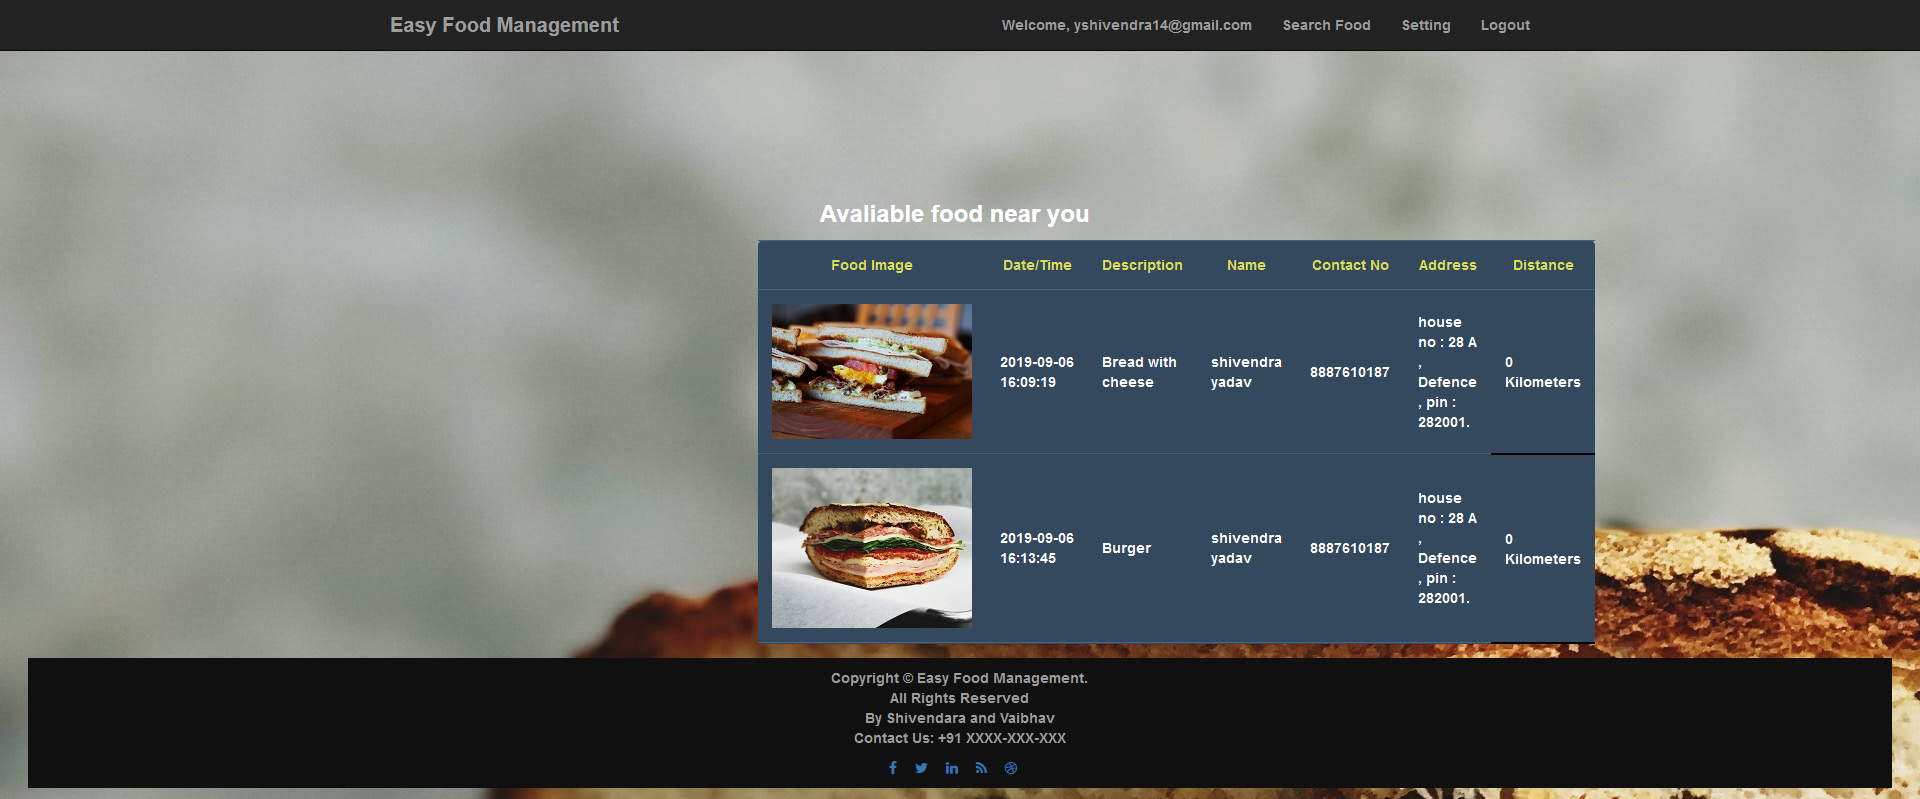 Easy Food Management
Welcome, yshivendra14@gmail.com Search Food Setting Logout
Avaliable food near you
Food Image Date/Time Description Name Contact No Address Distance
2019-09-06
16:09:19
Bread with
cheese
shivendra
yadav
8887610187
house
no : 28 A
,
Defence
, pin :
282001.
0
Kilometers
2019-09-06
16:13:45
Burger
shivendra
yadav
8887610187
house
no : 28 A
,
Defence
, pin :
282001.
0
Kilometers
Copyright © Easy Food Management.
All Rights Reserved
By Shivendara and Vaibhav
Contact Us: +91 XXXX-XXX-XXX